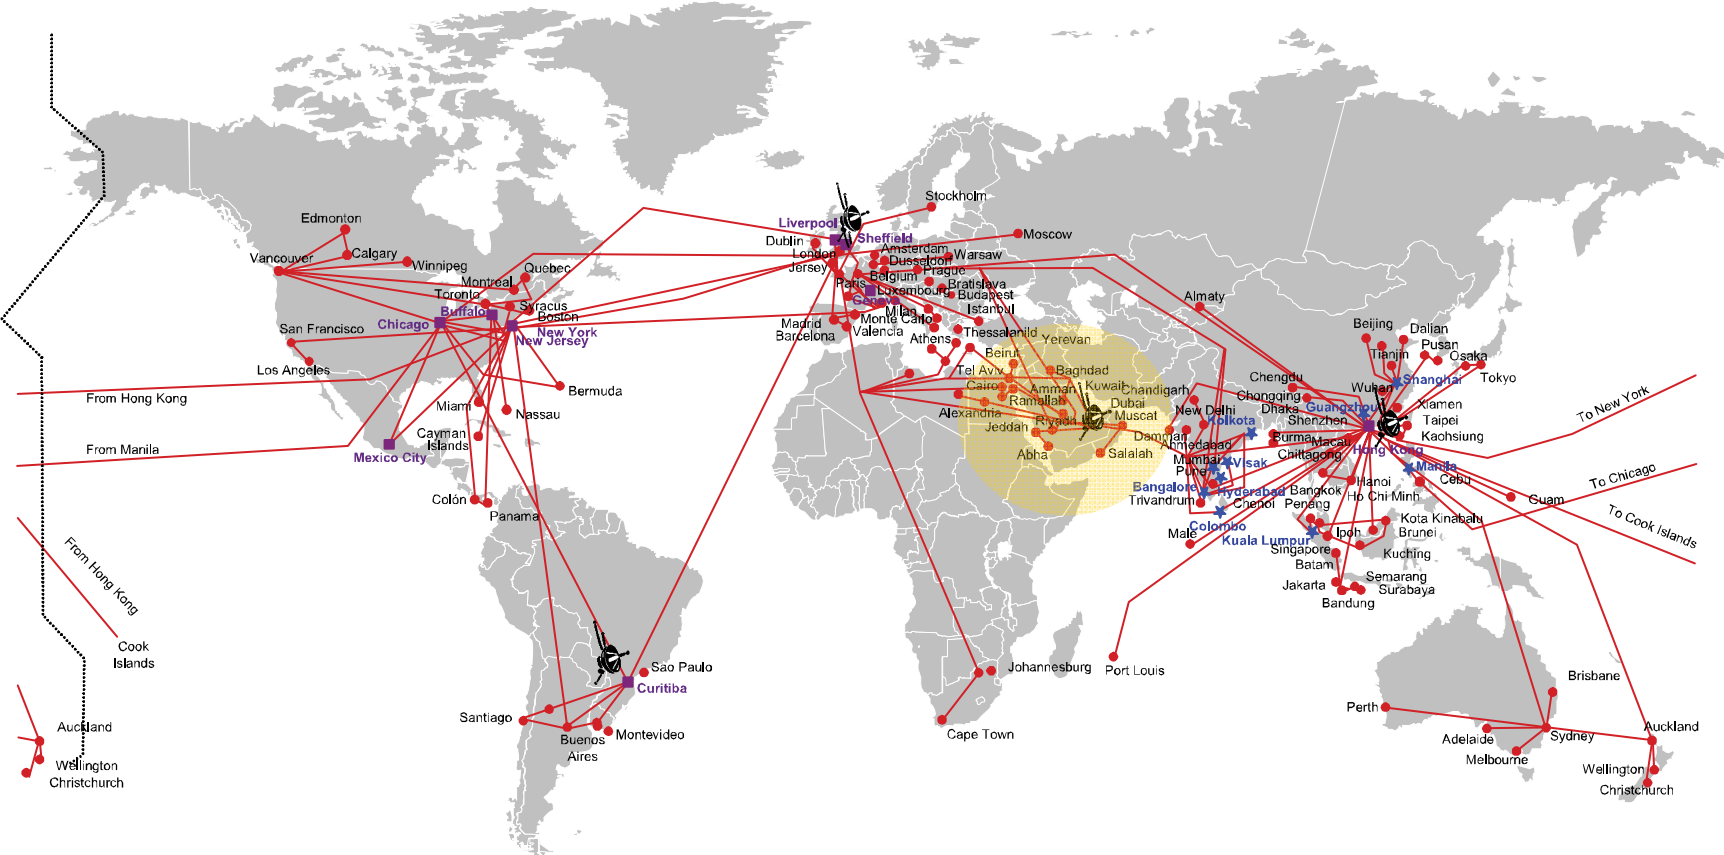 Edmonton
Vancouver
Calgary
Winnipeg
Quebec
Montreal
Toronto
Syracus
Buffalo
Boston
Chicago
New York
New Jersey
San Francisco
Los Angeles
Bermuda
From Hong Kong
Miami
Nassau
From Manila
Cayman
Islands
Mexico City
Colón
Panama
From Hong Kong
Cook
Islands
Auckland
Wellington
Christchurch
Sao Paulo
Curitiba
Santiago
Buenos
Aires
Montevideo
Stockholm
Liverpool
Sheffield
Dublin
London
Jersey
Moscow
Amsterdam
Warsaw
Dusseldon
Belgium
Prague
Paris
Luxembourg
Bratislava
Geneva
Budapest
Milan
Istanbul
Monte Carlo
Madrid
Barcelona
Valencia
Athens
Thessalanild
Yerevan
Beirut
Tel Aviv
Baghdad
Cairo
Amman
Kuwait
Ramallah
Dubai
Alexandria
Riyadh
Muscat
Jeddah
Damman
Abha
Salalah
Johannesburg
Cape Town
Port Louis
Almaty
Chandigarh
New Delhi
Kolkota
Ahmedabad
Mumbai
Visak
Pune
Bangalore
Hyderabad
Trivandrum
Chenoi
Colombo
Male
Beijing
Dalian
Tianjin
Pusan
Osaka
Tokyo
Shanghai
Wuhan
Chengdu
Chongqing
Dhaka
Guangzhou
Shenzhen
Xiamen
Taipei
Kaohsiung
Burma
Macau
Hong Kong
Chittagong
Manila
Cebu
Hanoi
Bangkok
Ho Chi Minh
Penang
Guam
Kota Kinabalu
Ipoh
Brunei
Kuala Lumpur
Kuching
Singapore
Batam
Jakarta
Semarang
Surabaya
Bandung
To New York
To Chicago
To Cook Islands
Brisbane
Perth
Adelaide
Sydney
Melbourne
Auckland
Wellington
Christchurch